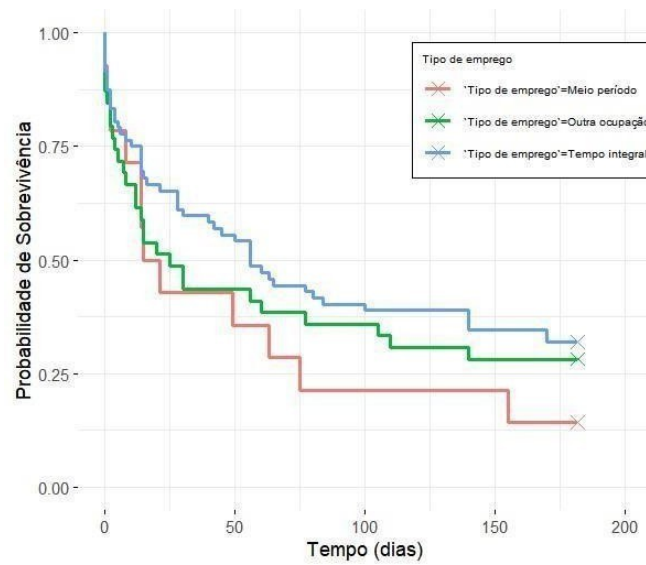 1.00
0.75
0.50
0.25
0.00
Probabilidade de Sobrevivência
Tipo de emprego
`Tipo de emprego`=Meio período
`Tipo de emprego`=Outra ocupação
`Tipo de emprego`=Tempo integral
0 50 100 150 200
Tempo (dias)